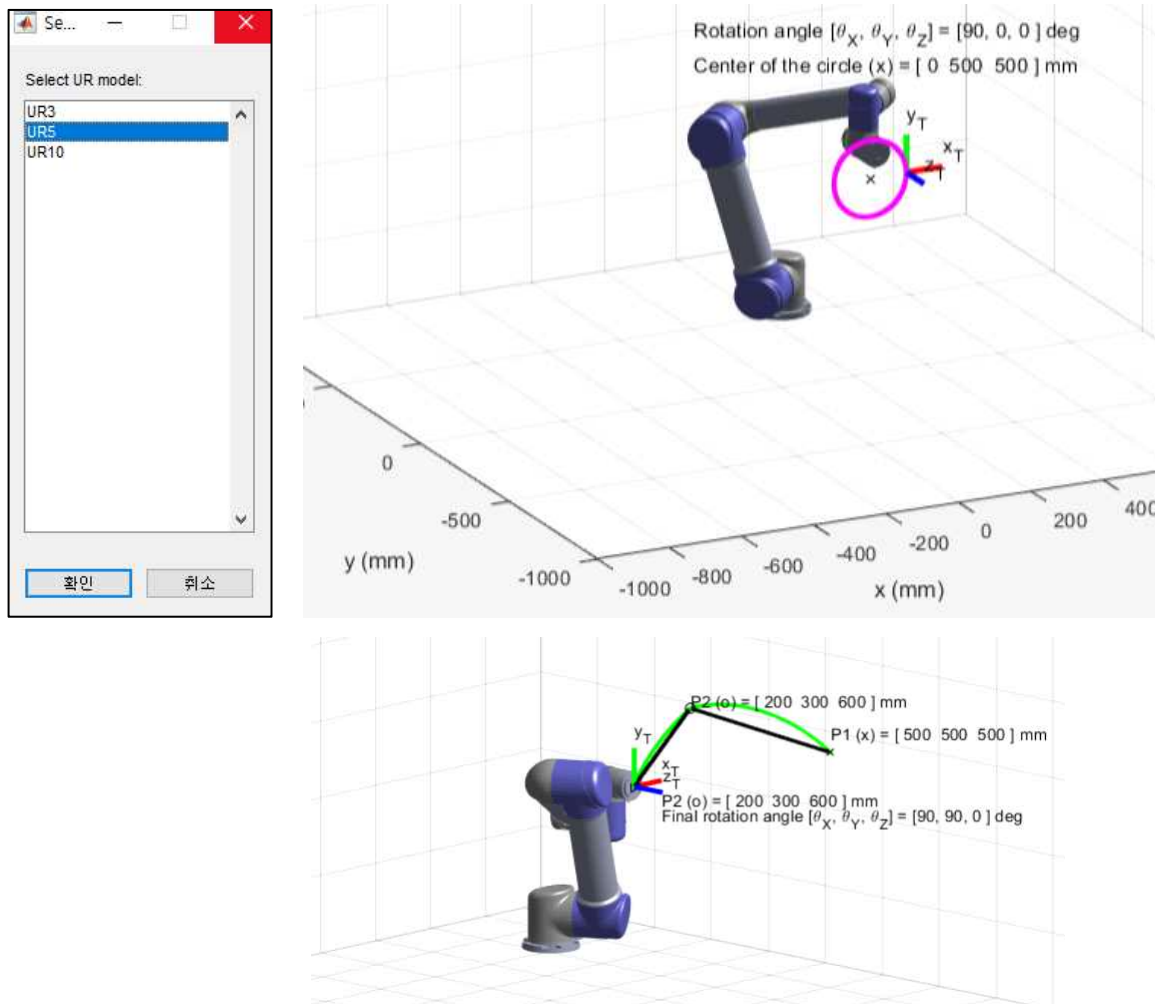 Se...
Select UR model:
UR3
UR5
UR10
확인
취소
Rotation angle [θX, θY, θZ] = [90, 0, 0 ] deg
Center of the circle (x) = [ 0 500 500 ] mm
yT
xT
zT
0
-500
-1000
y (mm)
-1000
-800
-600
-400
-200
0
200
400
x (mm)
P2 (o) = [ 200 300 600 ] mm
P1 (x) = [ 500 500 500 ] mm
yT
xT
zT
P2 (o) = [ 200 300 600 ] mm
Final rotation angle [θX, θY, θZ] = [90, 90, 0 ] deg